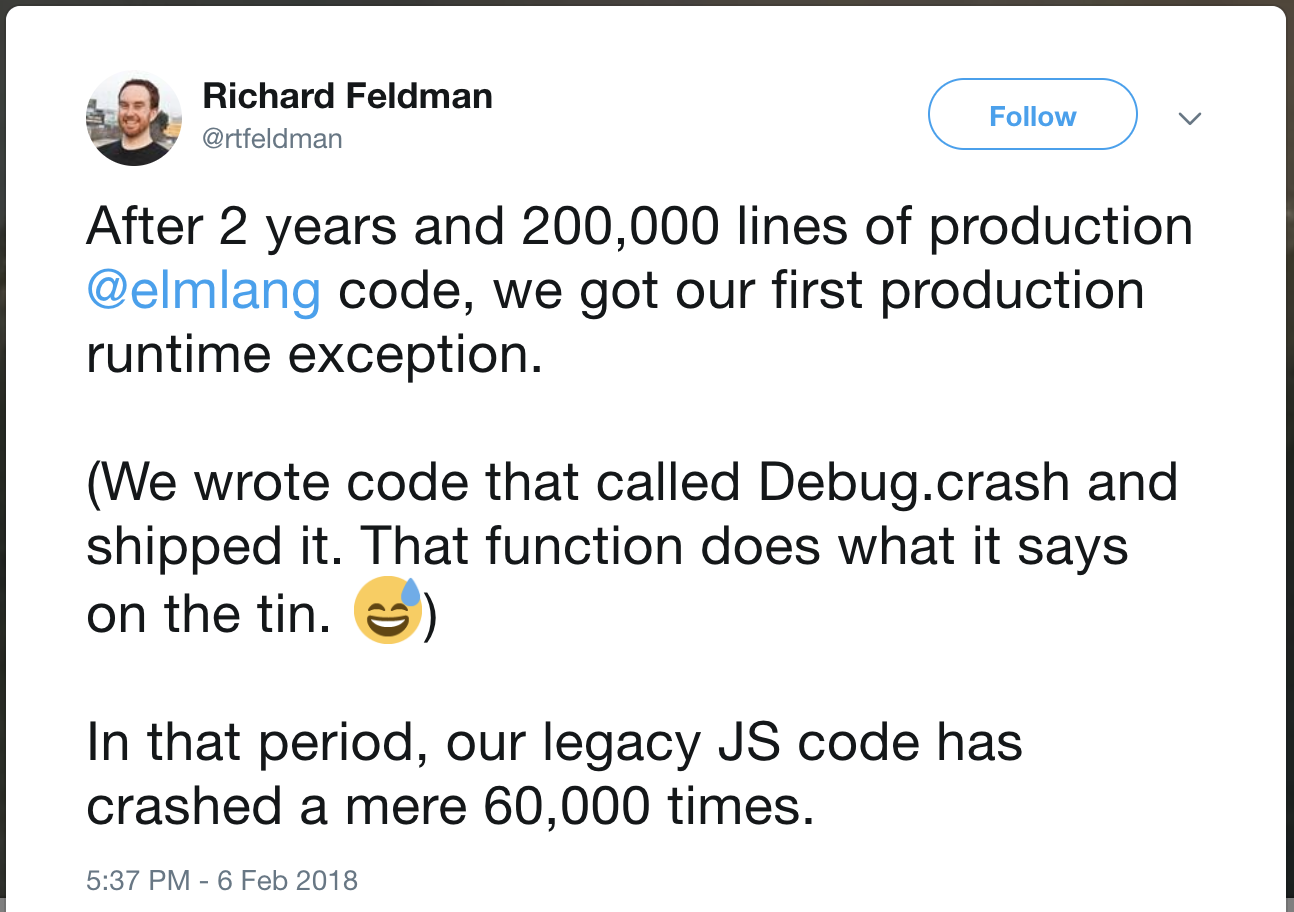 Richard Feldman
@rtfeldman
Follow
After 2 years and 200,000 lines of production
@elmlang code, we got our first production
runtime exception.
(We wrote code that called Debug.crash and
shipped it. That function does what it says
on the tin. 😅)
In that period, our legacy JS code has
crashed a mere 60,000 times.
5:37 PM - 6 Feb 2018